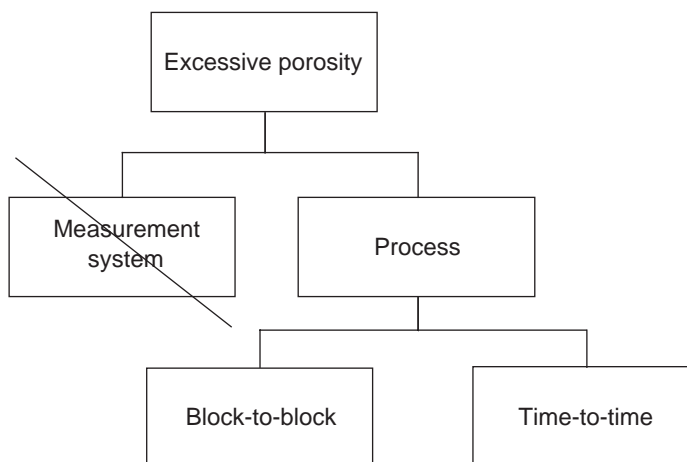 Excessive porosity
Measurement
system
Process
Block-to-block
Time-to-time